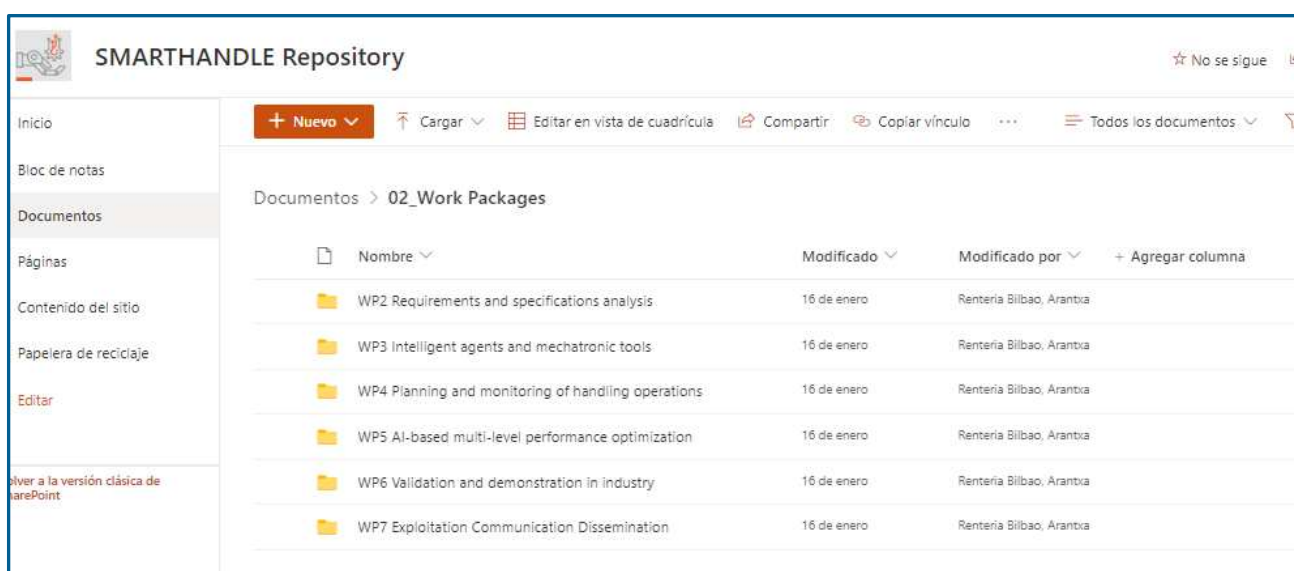 SMARTHANDLE Repository
No se sigue
Inicio
Bloc de notas
Documentos
Páginas
Contenido del sitio
Papelera de reciclaje
Editar
olver a la versión clásica de
harePoint
+ Nuevo
Cargar
Editar en vista de cuadrícula
Compartir
Copiar vínculo
...
Todos los documentos
Documentos > 02_Work Packages
Nombre Modificado Modificado por + Agregar columna
WP2 Requirements and specifications analysis 16 de enero Renteria Bilbao, Arantxa
WP3 Intelligent agents and mechatronic tools 16 de enero Renteria Bilbao, Arantxa
WP4 Planning and monitoring of handling operations 16 de enero Renteria Bilbao, Arantxa
WP5 AI-based multi-level performance optimization 16 de enero Renteria Bilbao, Arantxa
WP6 Validation and demonstration in industry 16 de enero Renteria Bilbao, Arantxa
WP7 Exploitation Communication Dissemination 16 de enero Renteria Bilbao, Arantxa